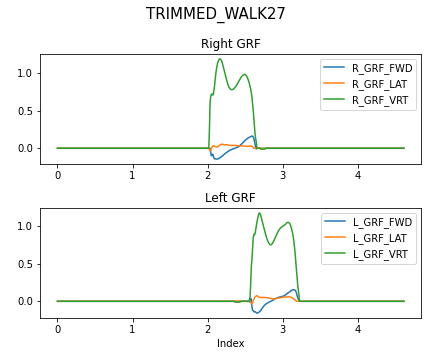 TRIMMED_WALK27
Right GRF
1.0
0.5
0.0
R_GRF_FWD
R_GRF_LAT
R_GRF_VRT
0 1 2 3 4
Left GRF
1.0
0.5
0.0
L_GRF_FWD
L_GRF_LAT
L_GRF_VRT
0 1 2 3 4
Index